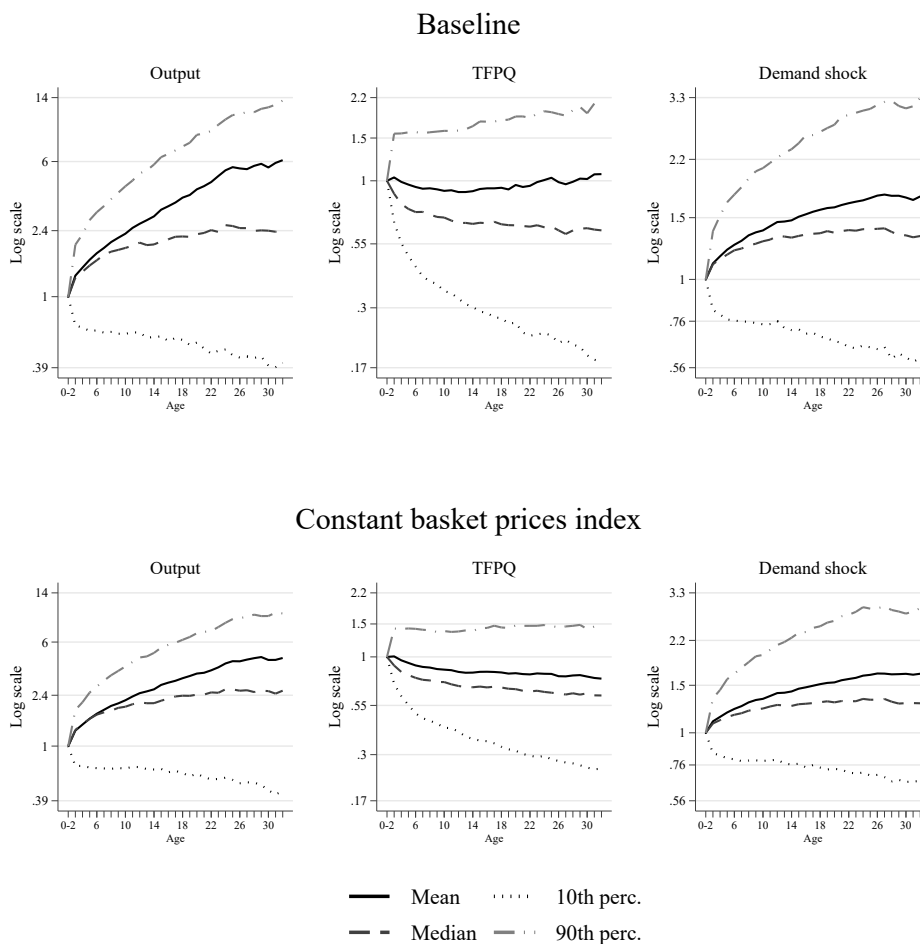 Baseline
Output
TFPQ
Demand shock
Log scale
14
6
2.4
1
.39
0-2 6 10 14 18 22 26 30
Age
Log scale
2.2
1.5
1
.55
.3
.17
0-2 6 10 14 18 22 26 30
Age
Log scale
3.3
2.2
1.5
1
.76
.56
0-2 6 10 14 18 22 26 30
Age
Constant basket prices index
Output
TFPQ
Demand shock
Log scale
14
6
2.4
1
.39
0-2 6 10 14 18 22 26 30
Age
Log scale
2.2
1.5
1
.55
.3
.17
0-2 6 10 14 18 22 26 30
Age
Log scale
3.3
2.2
1.5
1
.76
.56
0-2 6 10 14 18 22 26 30
Age
Mean 10th perc.
Median 90th perc.